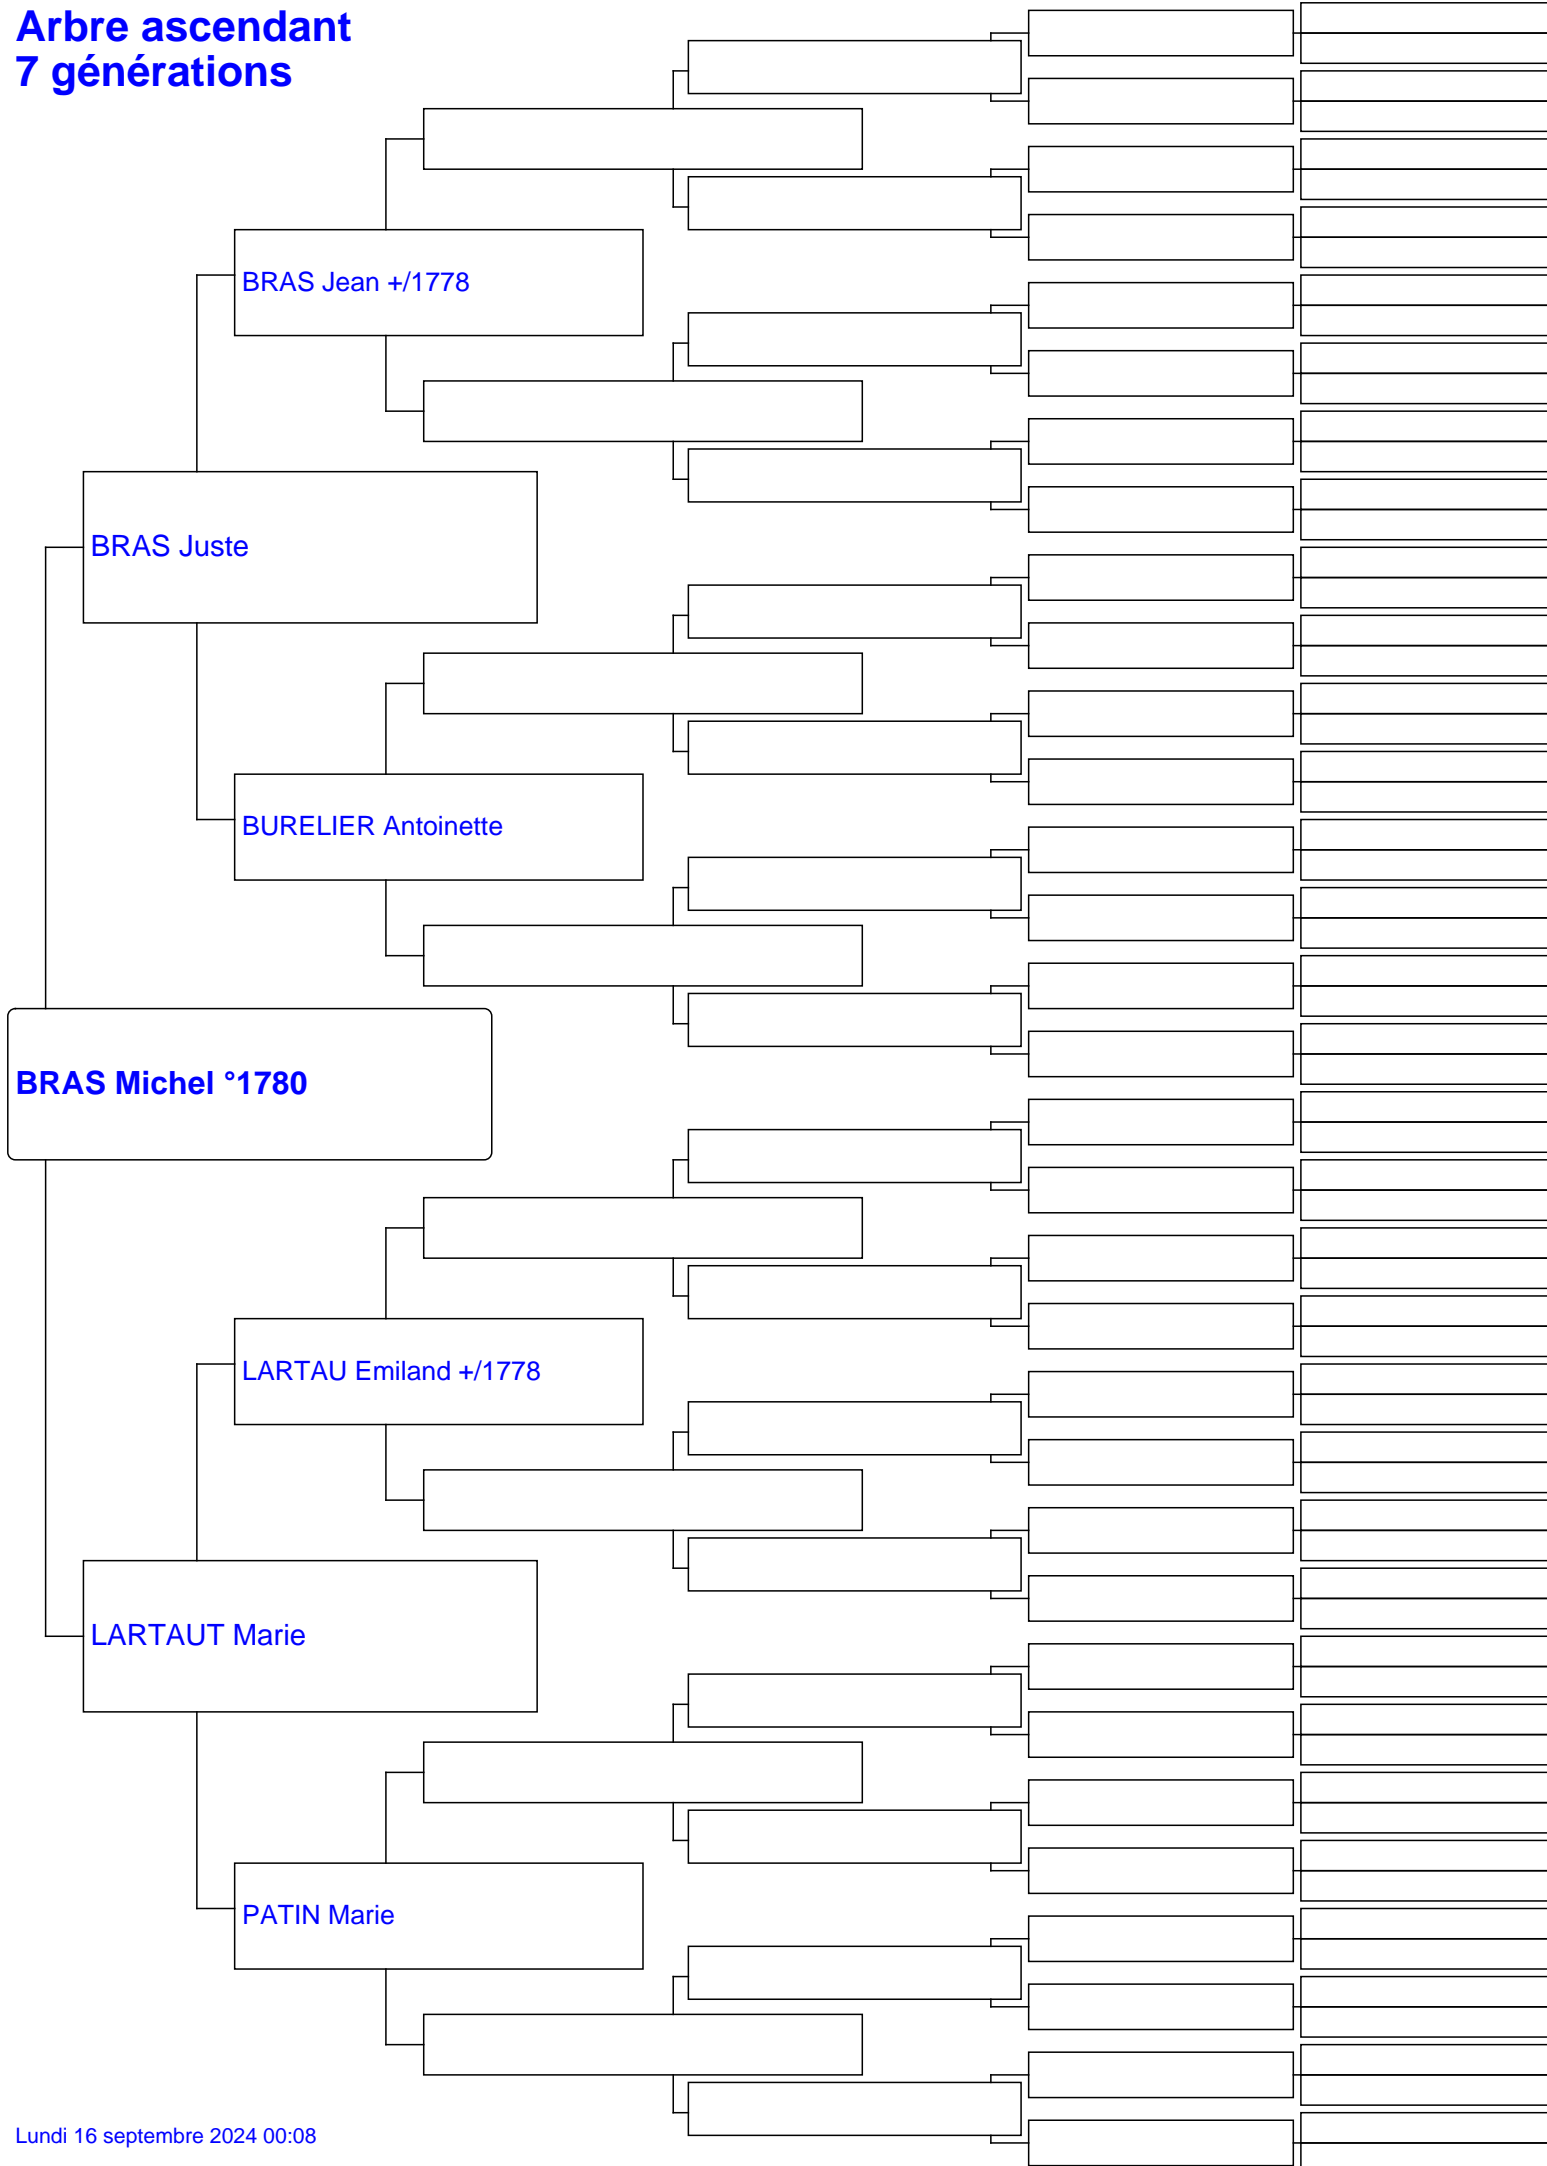 Arbre ascendant
7 générations
BRAS Jean +/1778
BRAS Juste
BURELIER Antoinette
BRAS Michel °1780
LARTAU Emiland +/1778
LARTAUT Marie
PATIN Marie
Lundi 16 septembre 2024 00:08